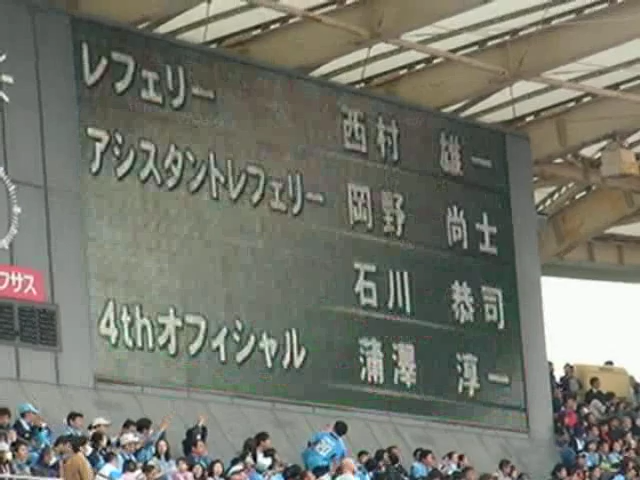 レフェリー 西村 雄一
アシスタントレフェリー 岡野 尚士
石川 恭司
4thオフィシャル 蒲澤 淳一
フサス